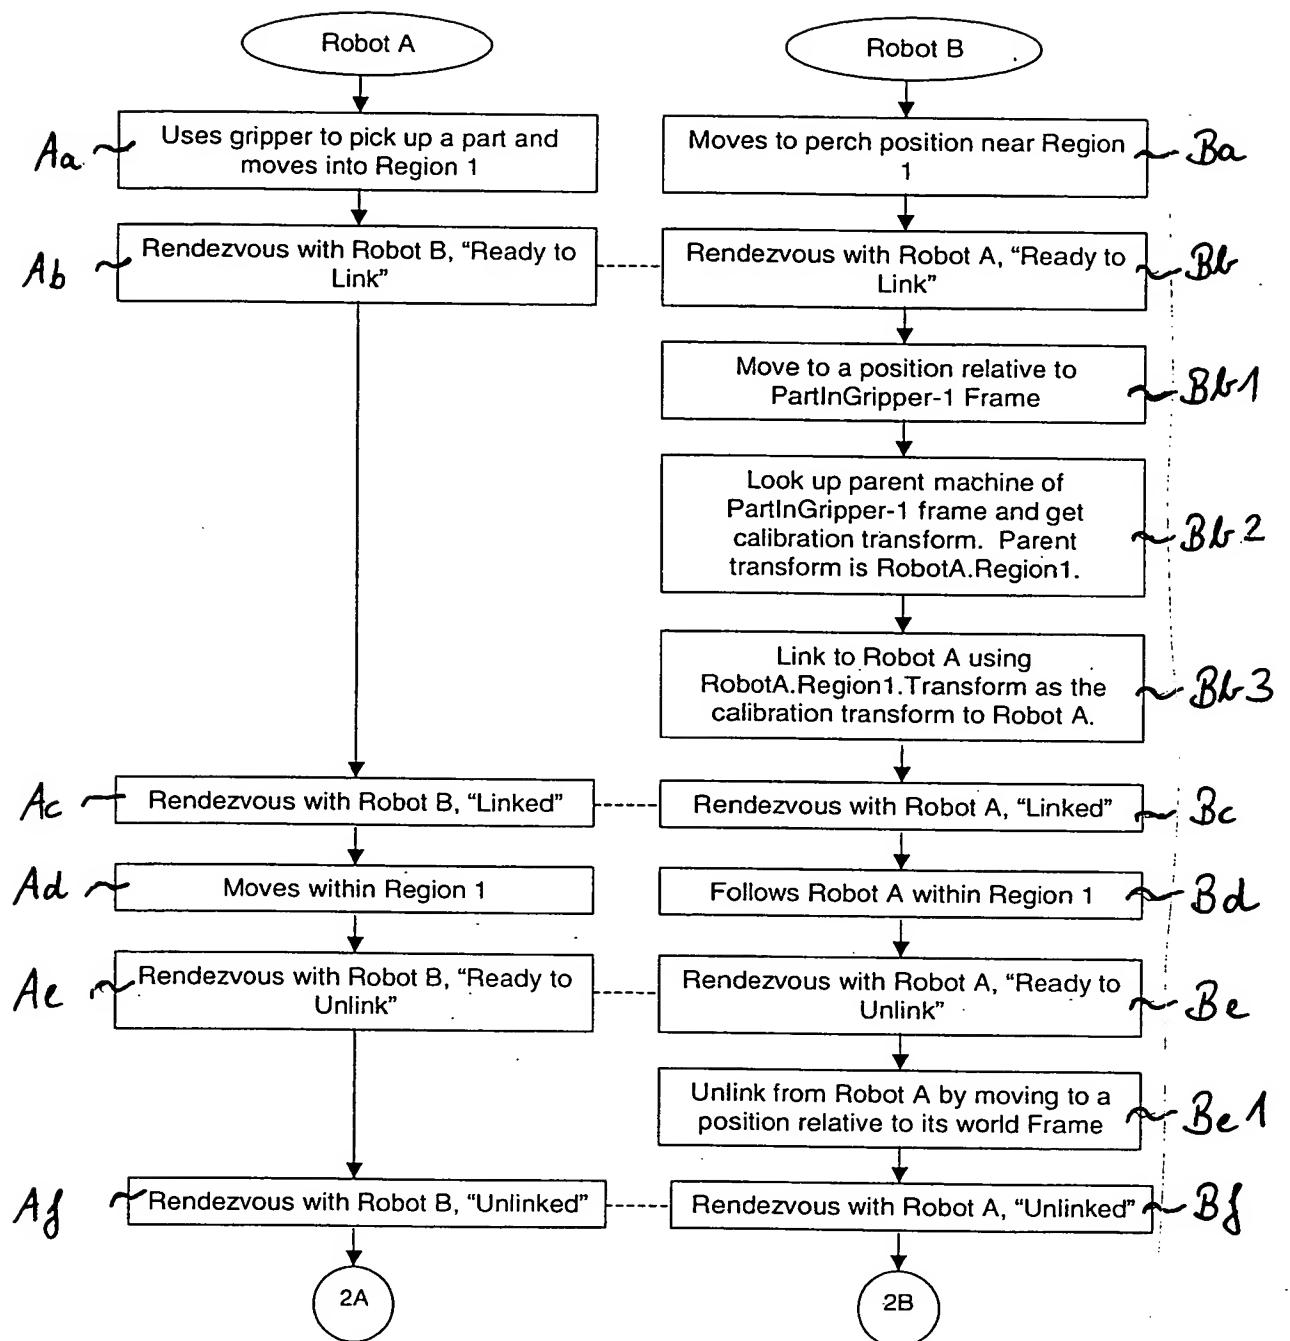 Robot A
Robot B
Aa
Uses gripper to pick up a part and
moves into Region 1
Moves to perch position near Region
1
Ba
Ab
Rendezvous with Robot B, “Ready to
Link”
Rendezvous with Robot A, “Ready to
Link”
Bb
Move to a position relative to
PartInGripper-1 Frame
Bb1
Look up parent machine of
PartInGripper-1 frame and get
calibration transform. Parent
transform is RobotA.Region1.
Bb2
Link to Robot A using
RobotA.Region1.Transform as the
calibration transform to Robot A.
Bb3
Ac
Rendezvous with Robot B, “Linked”
Rendezvous with Robot A, “Linked”
Bc
Ad
Moves within Region 1
Follows Robot A within Region 1
Bd
Ae
Rendezvous with Robot B, “Ready to
Unlink”
Rendezvous with Robot A, “Ready to
Unlink”
Be
Unlink from Robot A by moving to a
position relative to its world Frame
Be1
Af
Rendezvous with Robot B, “Unlinked”
Rendezvous with Robot A, “Unlinked”
Bf
2A
2B